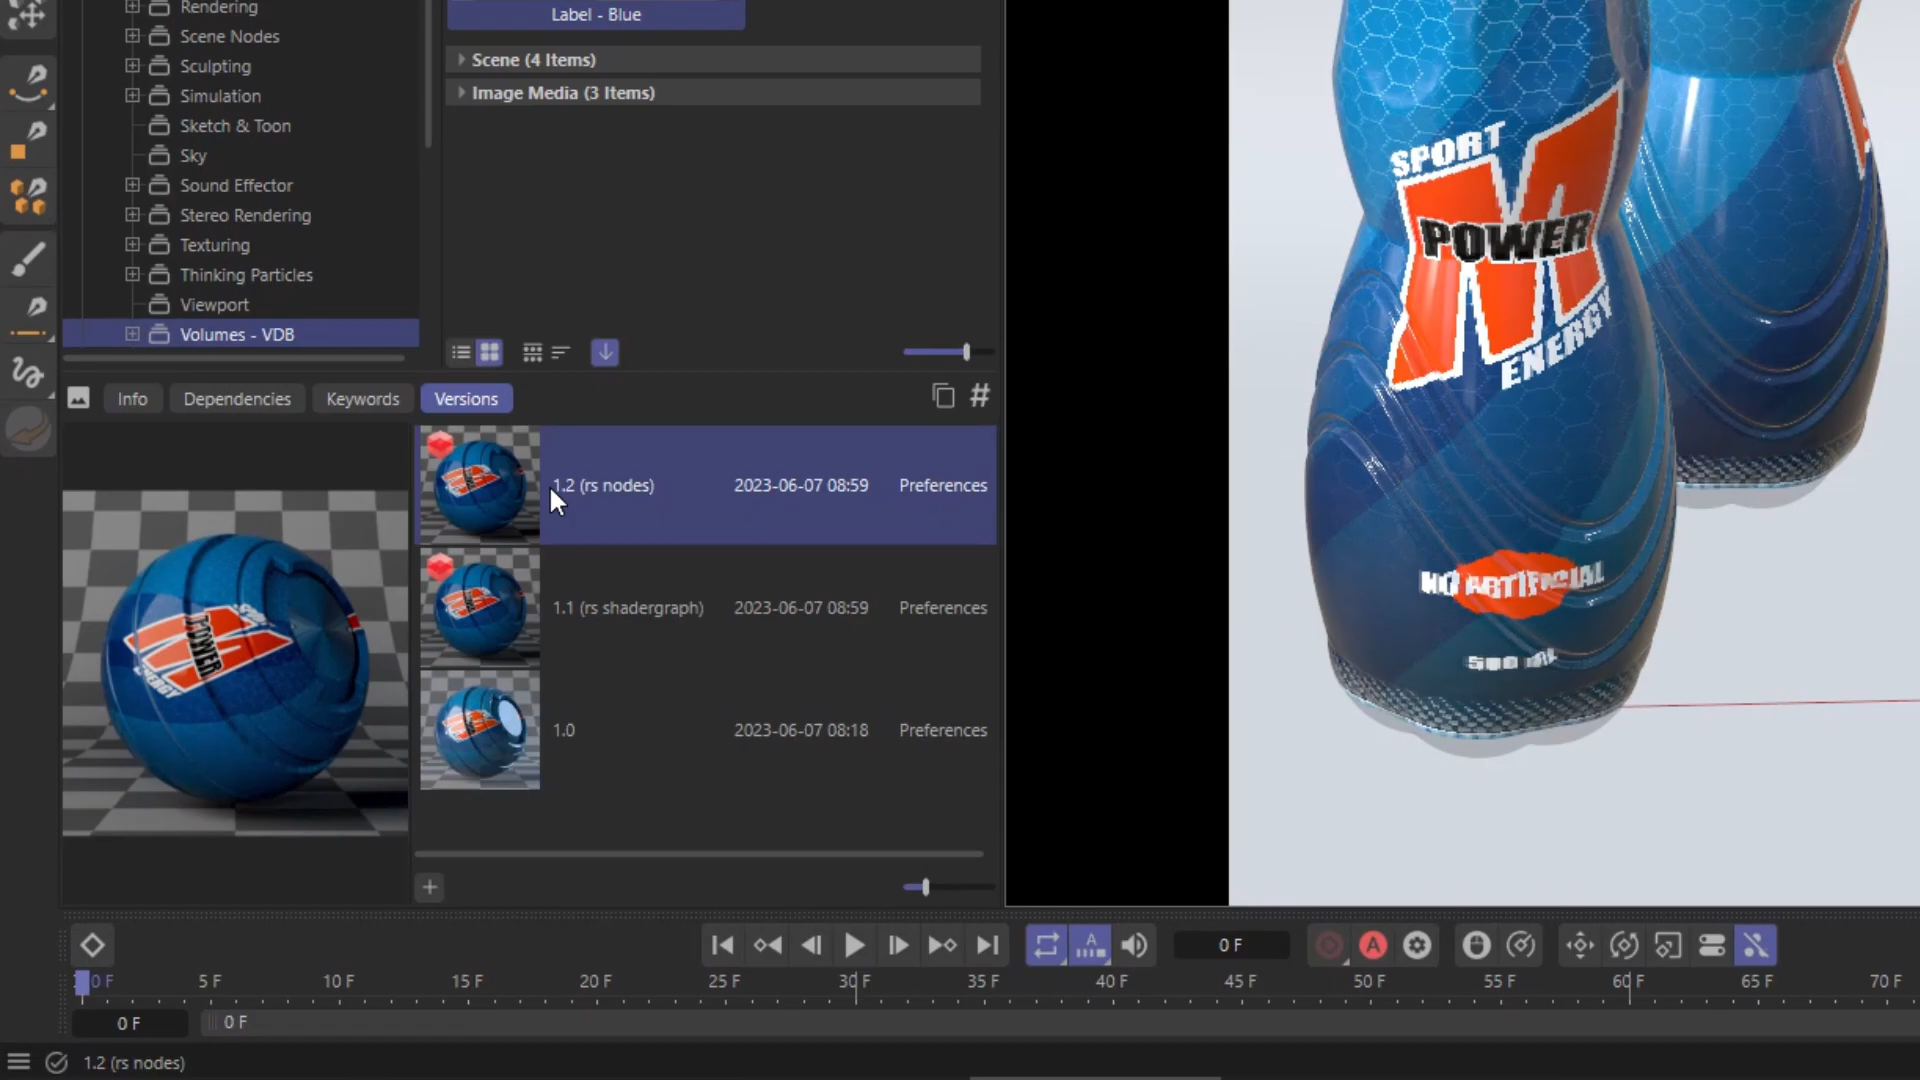 Rendering
Scene Nodes
Sculpting
Simulation
Sketch & Toon
Sky
Sound Effector
Stereo Rendering
Texturing
Thinking Particles
Viewport
Volumes - VDB
Label - Blue
Scene (4 Items)
Image Media (3 Items)
Info
Dependencies
Keywords
Versions
#
1.2 (rs nodes) 2023-06-07 08:59 Preferences
1.1 (rs shadergraph) 2023-06-07 08:59 Preferences
1.0 2023-06-07 08:18 Preferences
POWER
ENERGY
SPORT
M
POWER
ENERGY
NO ARTIFICIAL
500 ML
A
0 F
A
0 F 5 F 10 F 15 F 20 F 25 F 30 F 35 F 40 F 45 F 50 F 55 F 60 F 65 F 70 F
0 F
0 F
1.2 (rs nodes)